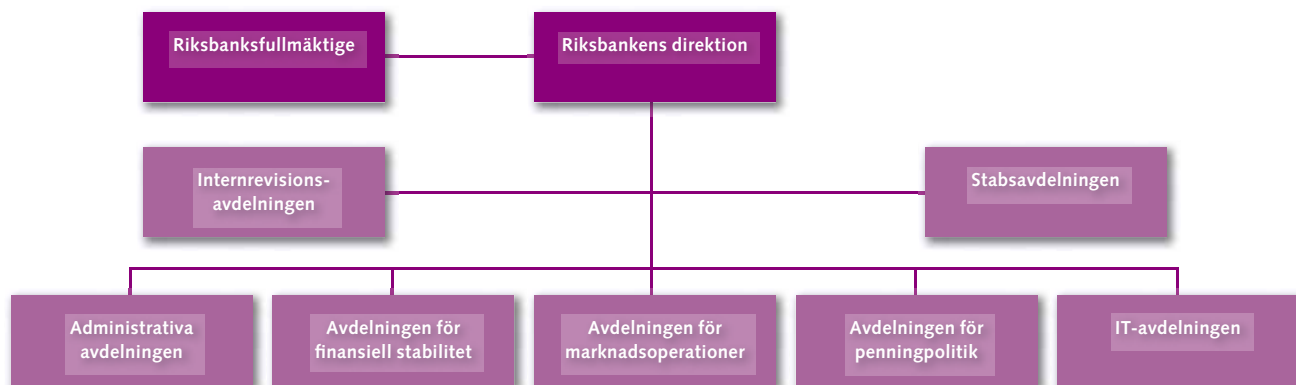 Riksbanksfullmäktige
Riksbankens direktion
Internrevisions-
avdelningen
Stabsavdelningen
Administrativa
avdelningen
Avdelningen för
finansiell stabilitet
Avdelningen för
marknadsoperationer
Avdelningen för
penningpolitik
IT-avdelningen